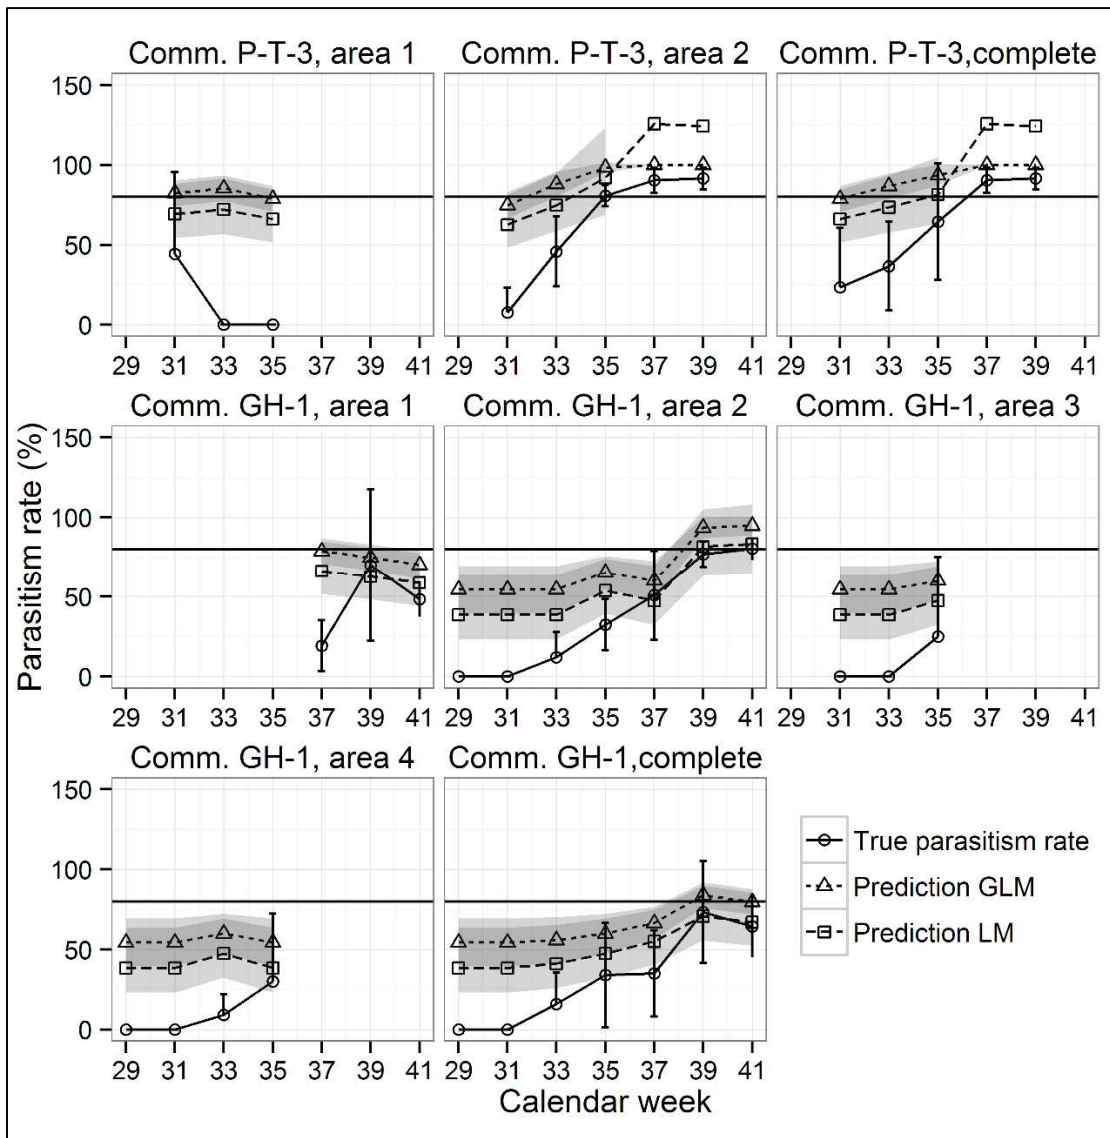 Comm. P-T-3, area 1
Comm. P-T-3, area 2
Comm. P-T-3,complete
150
100
50
0
29 31 33 35 37 39 41
29 31 33 35 37 39 41
29 31 33 35 37 39 41
Comm. GH-1, area 1
Comm. GH-1, area 2
Comm. GH-1, area 3
Parasitism rate (%)
150
100
50
0
29 31 33 35 37 39 41
29 31 33 35 37 39 41
29 31 33 35 37 39 41
Comm. GH-1, area 4
Comm. GH-1,complete
150
100
50
0
29 31 33 35 37 39 41
29 31 33 35 37 39 41
True parasitism rate
Prediction GLM
Prediction LM
Calendar week